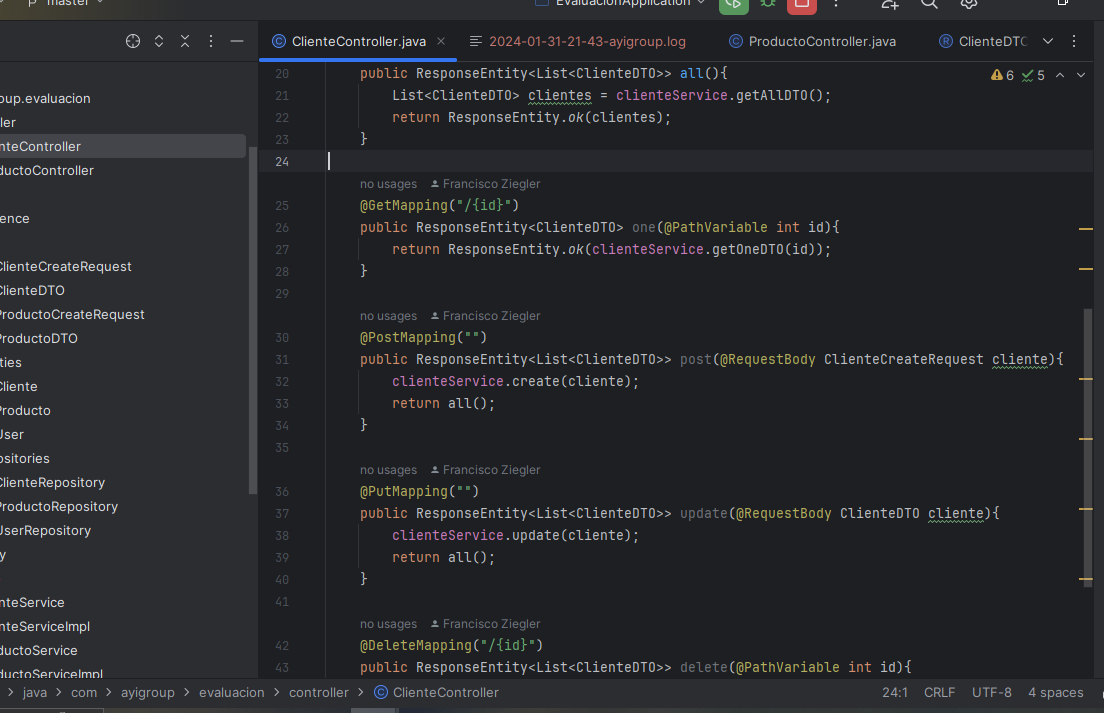 master
EvaluacionApplication
ClienteController.java
2024-01-31-21-43-ayigroup.log
ProductoController.java
ClienteDTO
6 5
oup.evaluacion
ler
nteController
ductoController
ence
ClienteCreateRequest
ClienteDTO
ProductoCreateRequest
ProductoDTO
ties
Cliente
Producto
User
ositories
ClienteRepository
ProductoRepository
UserRepository
y
nteService
nteServiceImpl
ductoService
ductoServiceImpl
20 public ResponseEntity<List<ClienteDTO>> all(){
21 List<ClienteDTO> clientes = clienteService.getAllDTO();
22 return ResponseEntity.ok(clientes);
23 }
24
no usages Francisco Ziegler
25 @GetMapping("/{id}")
26 public ResponseEntity<ClienteDTO> one(@PathVariable int id){
27 return ResponseEntity.ok(clienteService.getOneDTO(id));
28 }
29
no usages Francisco Ziegler
30 @PostMapping("")
31 public ResponseEntity<List<ClienteDTO>> post(@RequestBody ClienteCreateRequest cliente){
32 clienteService.create(cliente);
33 return all();
34 }
35
no usages Francisco Ziegler
36 @PutMapping("")
37 public ResponseEntity<List<ClienteDTO>> update(@RequestBody ClienteDTO cliente){
38 clienteService.update(cliente);
39 return all();
40 }
41
no usages Francisco Ziegler
42 @DeleteMapping("/{id}")
43 public ResponseEntity<List<ClienteDTO>> delete(@PathVariable int id){
java > com > ayigroup > evaluacion > controller > ClienteController
24:1 CRLF UTF-8 4 spaces